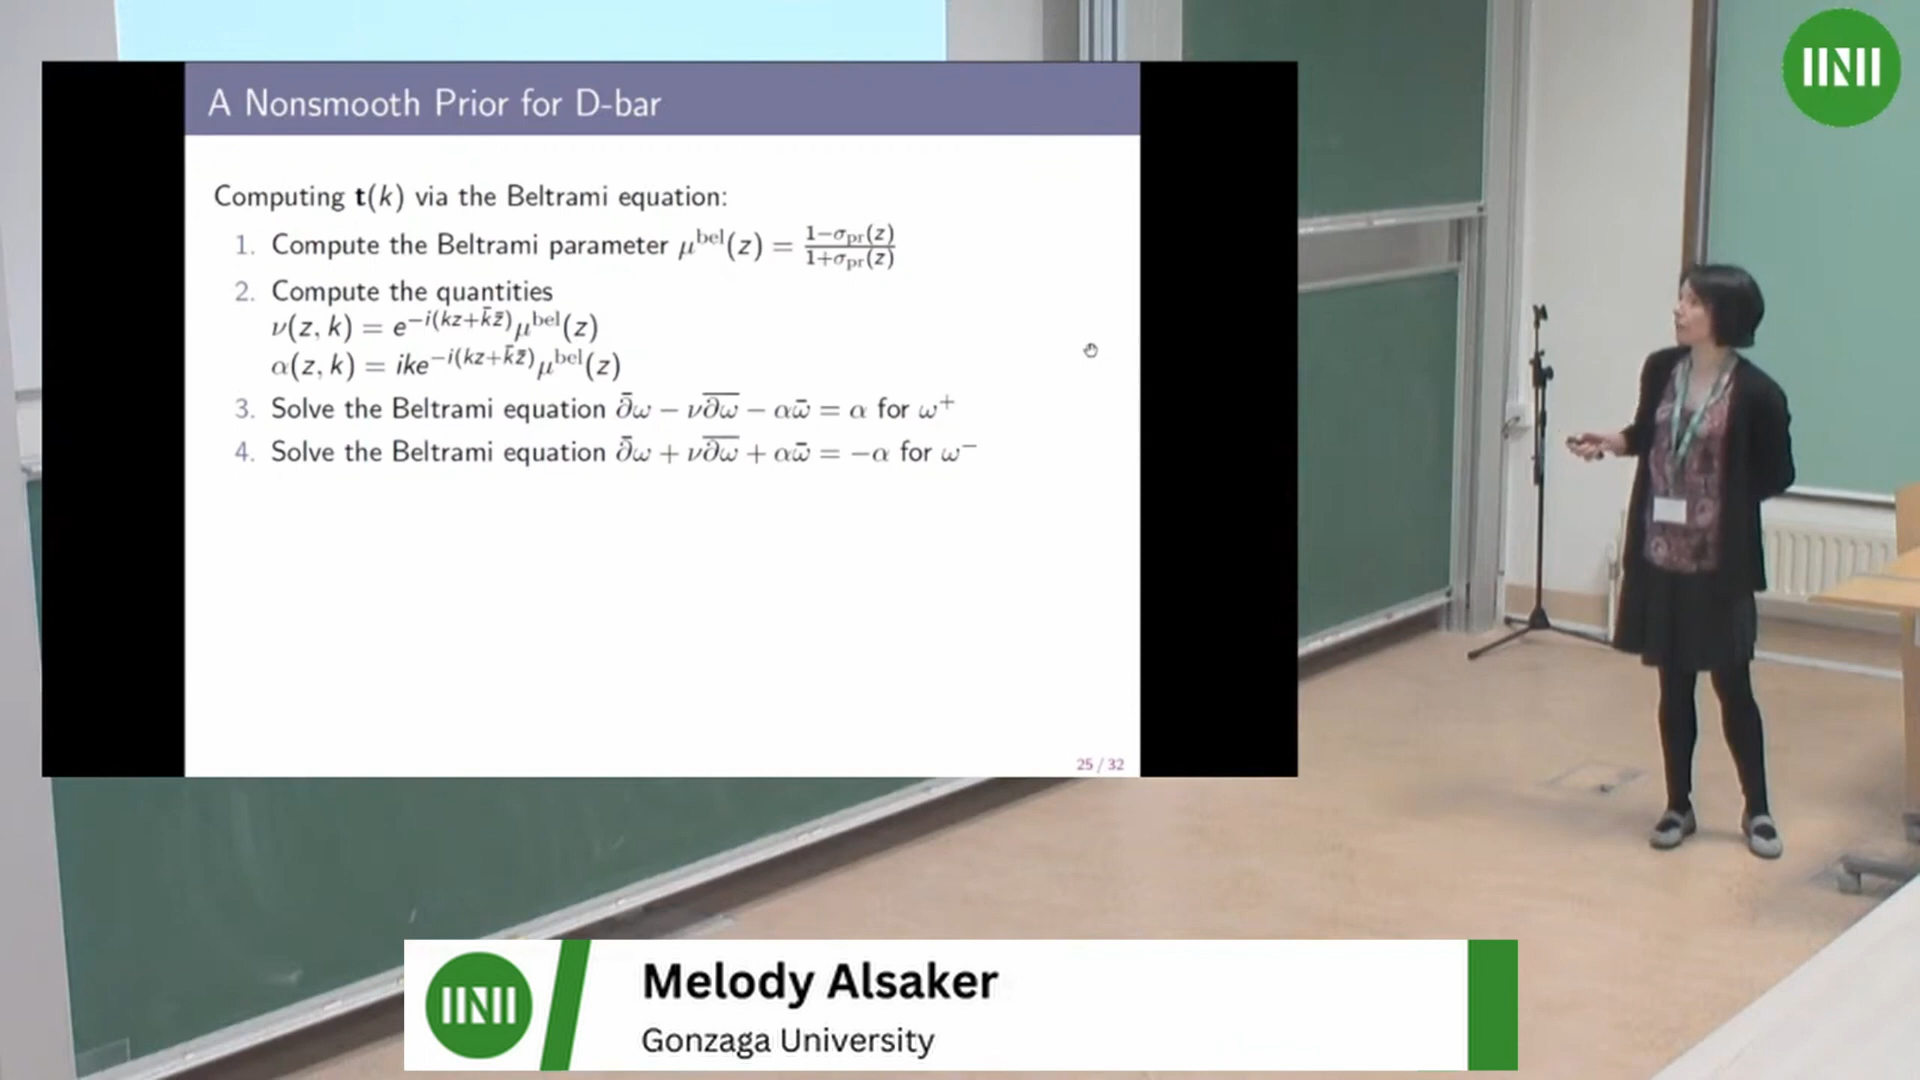 A Nonsmooth Prior for D-bar
Computing t(k) via the Beltrami equation:
1. Compute the Beltrami parameter μ^bel(z) = (1−σ_pr(z))/(1+σ_pr(z))
2. Compute the quantities
ν(z, k) = e^{−i(kz+k̄z̄)} μ^bel(z)
α(z, k) = ike^{−i(kz+k̄z̄)} μ^bel(z)
3. Solve the Beltrami equation ∂̄ω − ν\overline{∂ω} − αω̄ = α for ω⁺
4. Solve the Beltrami equation ∂̄ω + ν\overline{∂ω} + αω̄ = −α for ω⁻
25 / 32
Melody Alsaker
Gonzaga University